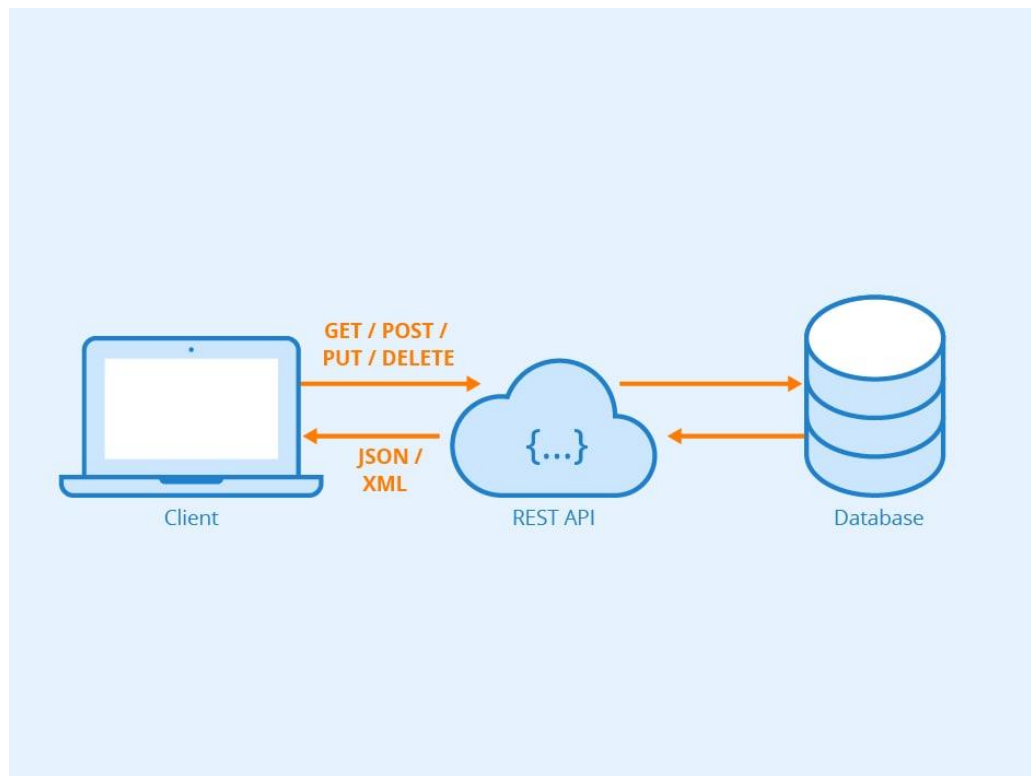 GET / POST /
PUT / DELETE
{...}
JSON /
XML
Client
REST API
Database